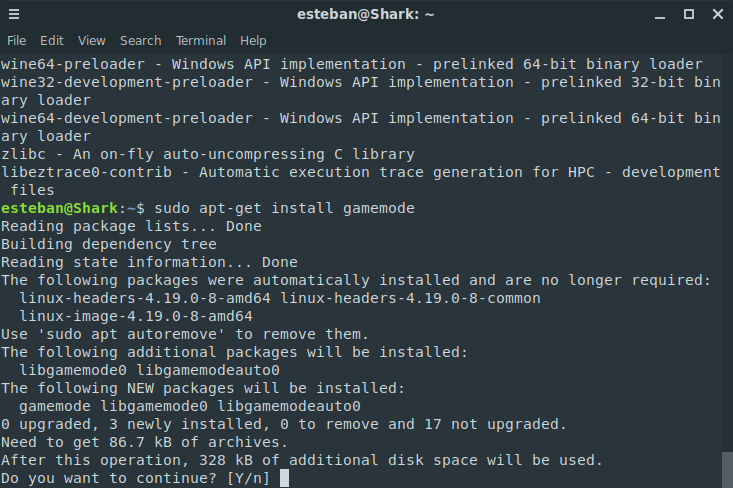 esteban@Shark: ~
File Edit View Search Terminal Help
wine64-preloader - Windows API implementation - prelinked 64-bit binary loader
wine32-development-preloader - Windows API implementation - prelinked 32-bit bin
ary loader
wine64-development-preloader - Windows API implementation - prelinked 64-bit bin
ary loader
zlibc - An on-fly auto-uncompressing C library
libeztrace0-contrib - Automatic execution trace generation for HPC - development
 files
esteban@Shark:~$ sudo apt-get install gamemode
Reading package lists... Done
Building dependency tree
Reading state information... Done
The following packages were automatically installed and are no longer required:
  linux-headers-4.19.0-8-amd64 linux-headers-4.19.0-8-common
  linux-image-4.19.0-8-amd64
Use 'sudo apt autoremove' to remove them.
The following additional packages will be installed:
  libgamemode0 libgamemodeauto0
The following NEW packages will be installed:
  gamemode libgamemode0 libgamemodeauto0
0 upgraded, 3 newly installed, 0 to remove and 17 not upgraded.
Need to get 86.7 kB of archives.
After this operation, 328 kB of additional disk space will be used.
Do you want to continue? [Y/n]